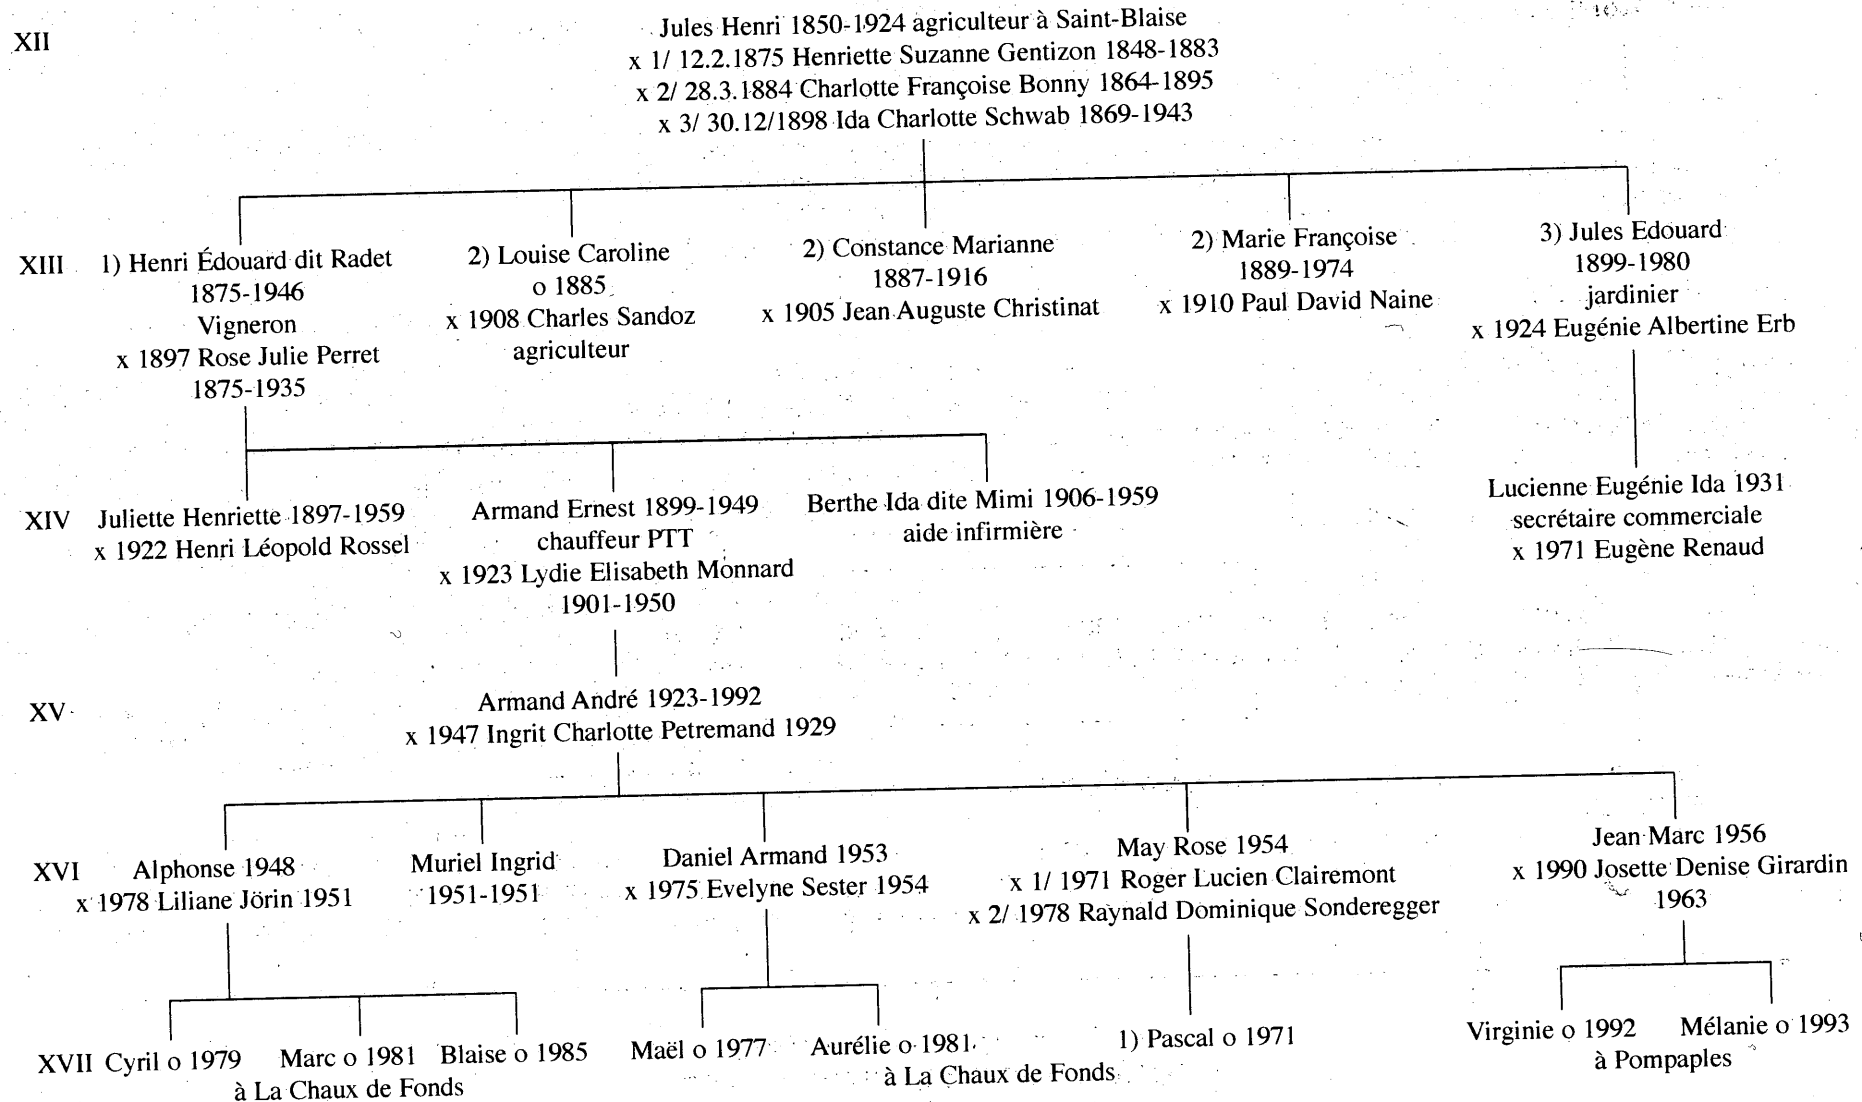 XII
Jules Henri 1850-1924 agriculteur à Saint-Blaise
x 1/ 12.2.1875 Henriette Suzanne Gentizon 1848-1883
x 2/ 28.3.1884 Charlotte Françoise Bonny 1864-1895
x 3/ 30.12/1898 Ida Charlotte Schwab 1869-1943
XIII
1) Henri Édouard dit Radet
1875-1946
Vigneron
x 1897 Rose Julie Perret
1875-1935
2) Louise Caroline
o 1885
x 1908 Charles Sandoz
agriculteur
2) Constance Marianne
1887-1916
x 1905 Jean Auguste Christinat
2) Marie Françoise
1889-1974
x 1910 Paul David Naine
3) Jules Edouard
1899-1980
jardinier
x 1924 Eugénie Albertine Erb
XIV
Juliette Henriette 1897-1959
x 1922 Henri Léopold Rossel
Armand Ernest 1899-1949
chauffeur PTT
x 1923 Lydie Elisabeth Monnard
1901-1950
Berthe Ida dite Mimi 1906-1959
aide infirmière
Lucienne Eugénie Ida 1931
secrétaire commerciale
x 1971 Eugène Renaud
XV
Armand André 1923-1992
x 1947 Ingrit Charlotte Petremand 1929
XVI
Alphonse 1948
x 1978 Liliane Jörin 1951
Muriel Ingrid
1951-1951
Daniel Armand 1953
x 1975 Evelyne Sester 1954
May Rose 1954
x 1/ 1971 Roger Lucien Clairemont
x 2/ 1978 Raynald Dominique Sonderegger
Jean Marc 1956
x 1990 Josette Denise Girardin
1963
XVII
Cyril o 1979
Marc o 1981
Blaise o 1985
à La Chaux de Fonds
Maël o 1977
Aurélie o 1981
à La Chaux de Fonds
1) Pascal o 1971
Virginie o 1992
Mélanie o 1993
à Pompaples